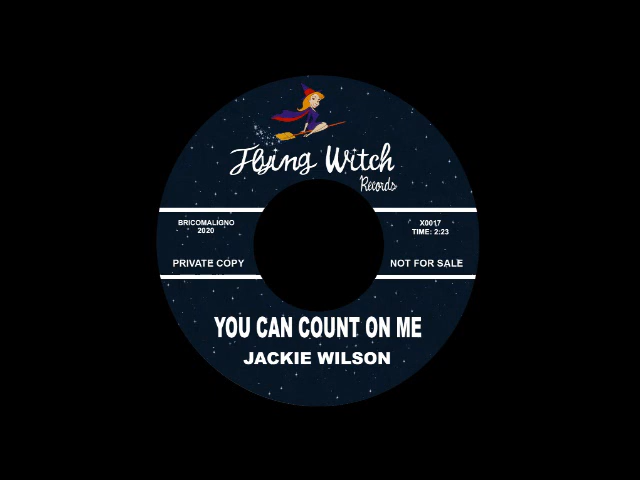 Flying Witch
Records
BRICOMALIGNO
2020
X0017
TIME: 2:23
PRIVATE COPY
NOT FOR SALE
YOU CAN COUNT ON ME
JACKIE WILSON